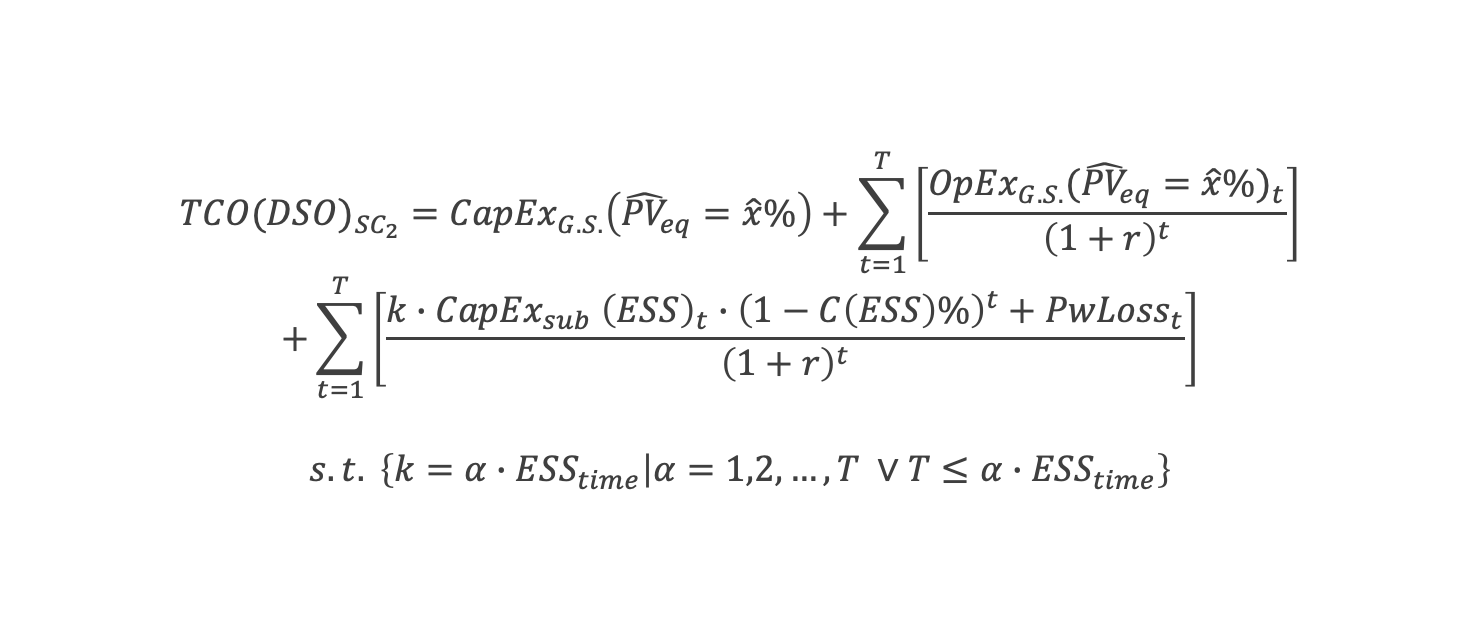 $TCO(DSO)_{SC_2} = CapEx_{G.S.}(\widehat{PV}_{eq} = \hat{x}\%) + \sum_{t=1}^{T} \left[ \frac{OpEx_{G.S.}(\widehat{PV}_{eq} = \hat{x}\%)_t}{(1+r)^t} \right]$
$+ \sum_{t=1}^{T} \left[ \frac{k \cdot CapEx_{sub} (ESS)_t \cdot (1 - C(ESS)\%)^t + PwLoss_t}{(1+r)^t} \right]$
$s.t. \{k = \alpha \cdot ESS_{time} | \alpha = 1,2, \ldots, T \vee T \leq \alpha \cdot ESS_{time}\}$